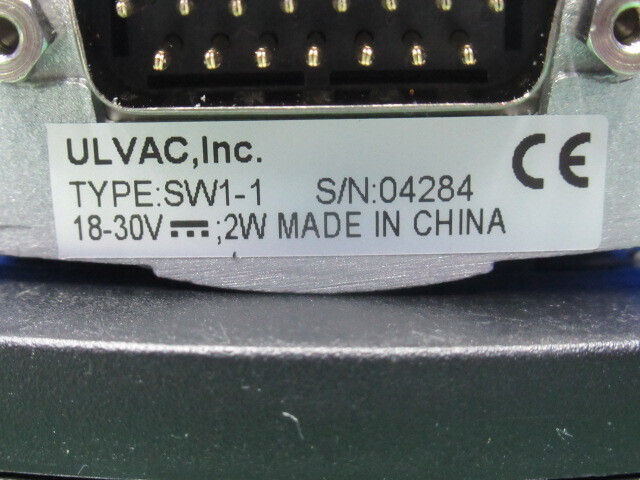 ULVAC,Inc.
CE
TYPE:SW1-1 S/N:04284
18-30V⎓;2W MADE IN CHINA